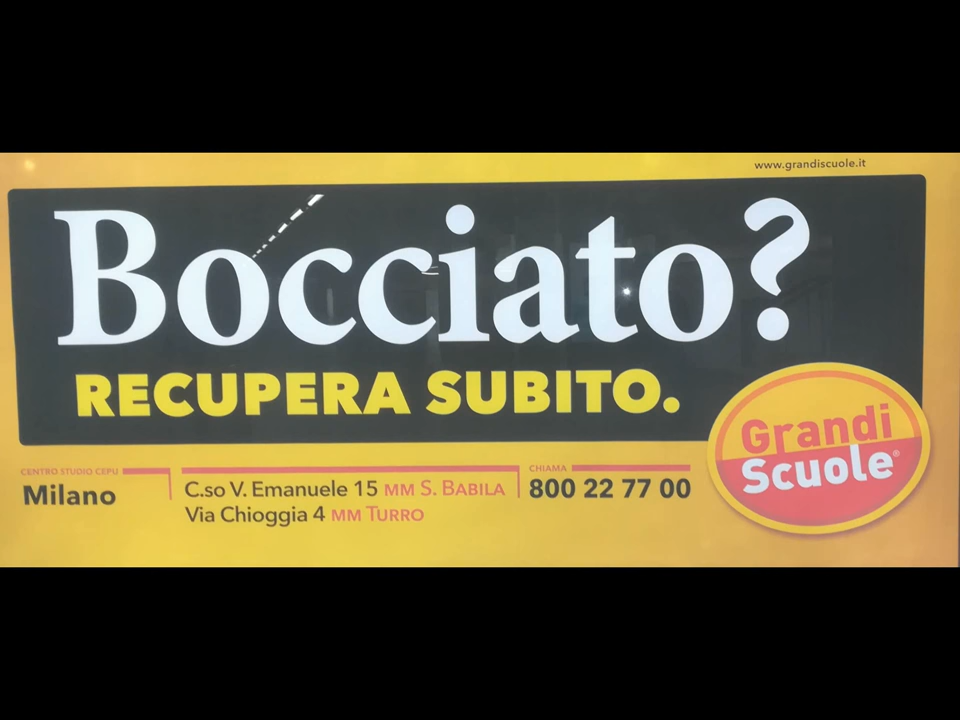 www.grandiscuole.it
Bocciato?
RECUPERA SUBITO.
Grandi
Scuole®
CENTRO STUDIO CEPU
Milano
C.so V. Emanuele 15 MM S. BABILA
Via Chioggia 4 MM TURRO
CHIAMA
800 22 77 00